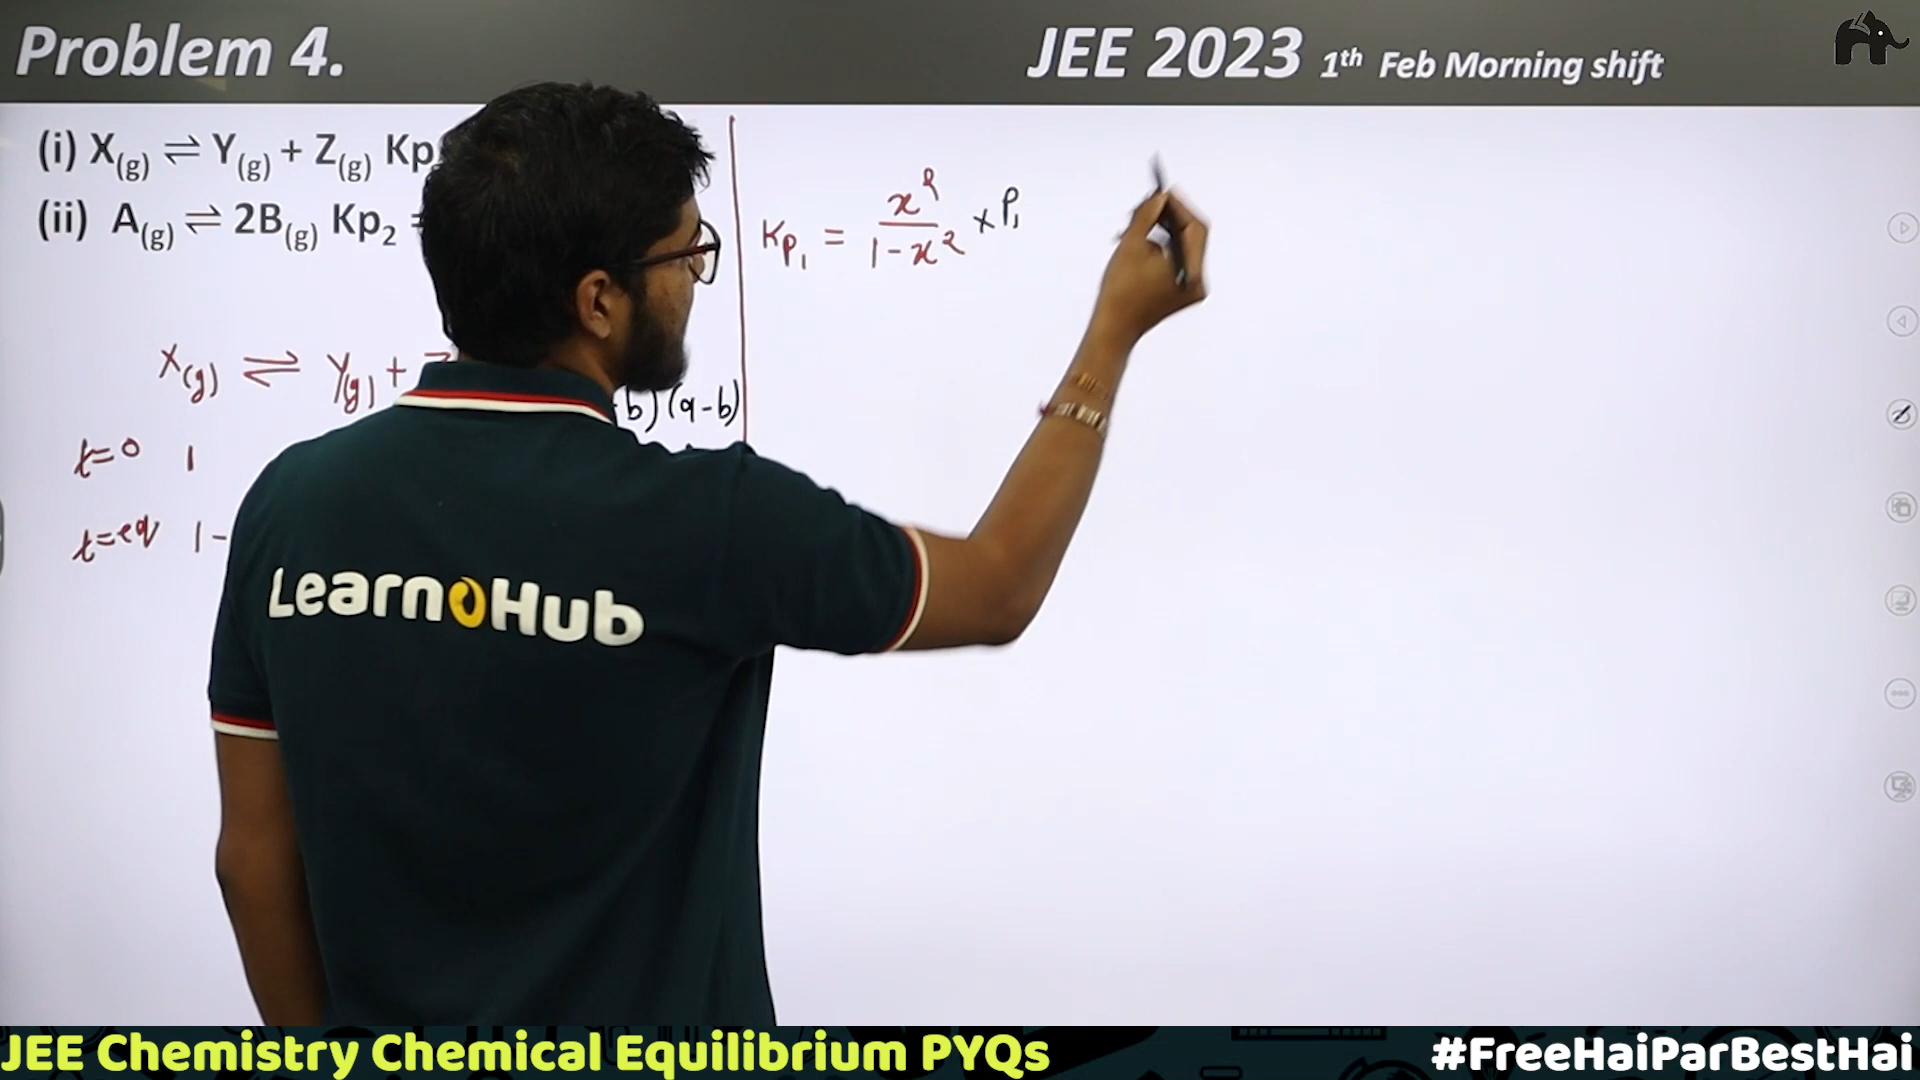 Problem 4.
JEE 2023 1th Feb Morning shift
(i) X(g) ⇌ Y(g) + Z(g) Kp
(ii) A(g) ⇌ 2B(g) Kp2 =
Kp1 = x² / 1-x² × P1
X(g) ⇌ Y(g) +
b) (a-b)
t=0 1
t=eq 1-
LearnoHub
JEE Chemistry Chemical Equilibrium PYQs
#FreeHaiParBestHai